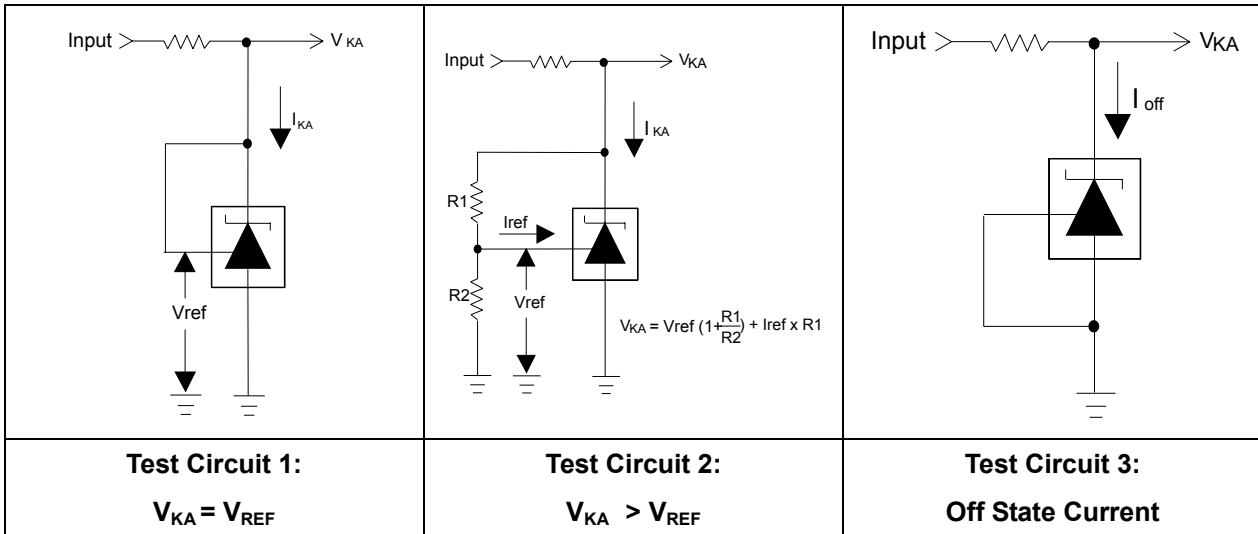 Input
V KA
I KA
Vref
Test Circuit 1:
VKA = VREF
Input
VKA
I KA
R1
Iref
R2
Vref
VKA = Vref (1+R1/R2) + Iref x R1
Test Circuit 2:
VKA > VREF
Input
VKA
I off
Test Circuit 3:
Off State Current